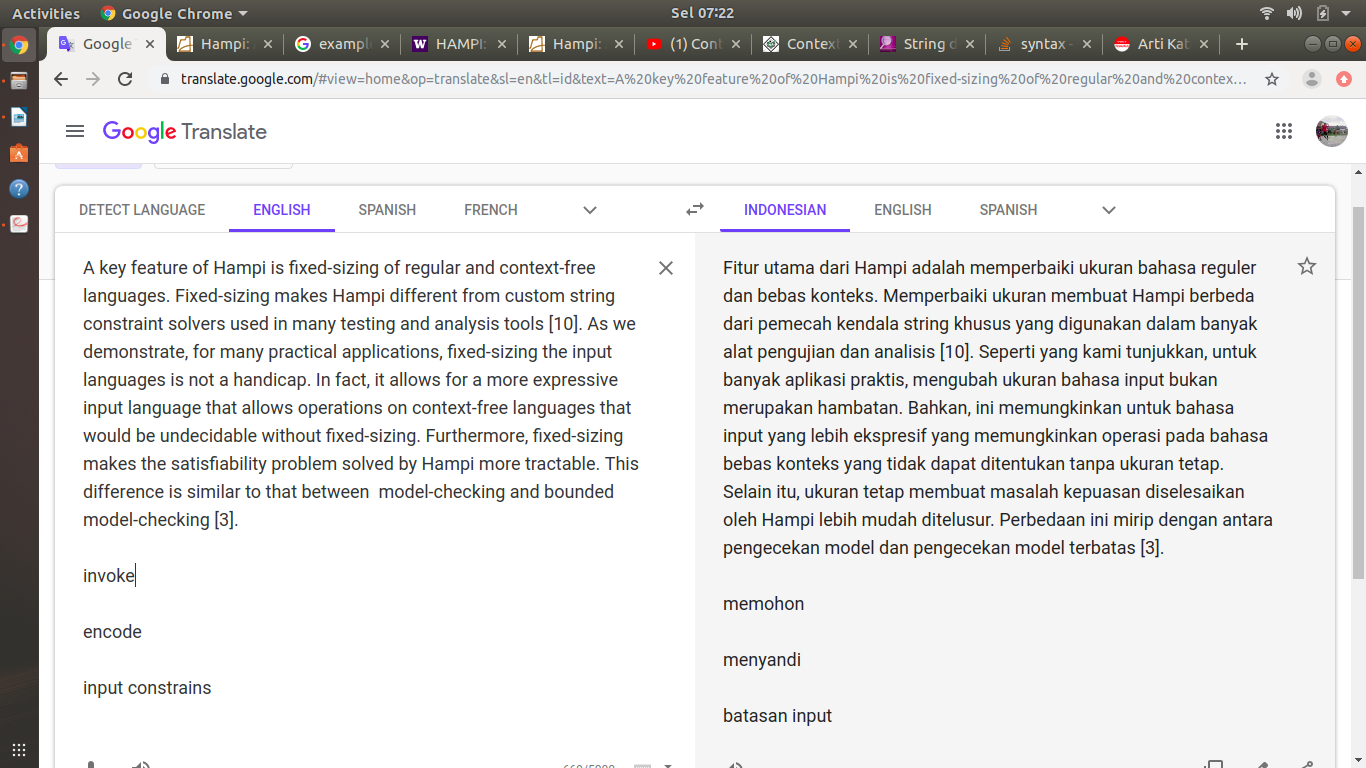 Activities Google Chrome Sel 07:22
Google Hampi: exampl HAMPI: Hampi: (1) Cont Context String syntax - Arti Kat
translate.google.com/#view=home&op=translate&sl=en&tl=id&text=A%20key%20feature%20of%20Hampi%20is%20fixed-sizing%20of%20regular%20and%20contex...
Google Translate
DETECT LANGUAGE ENGLISH SPANISH FRENCH
INDONESIAN ENGLISH SPANISH
A key feature of Hampi is fixed-sizing of regular and context-free
languages. Fixed-sizing makes Hampi different from custom string
constraint solvers used in many testing and analysis tools [10]. As we
demonstrate, for many practical applications, fixed-sizing the input
languages is not a handicap. In fact, it allows for a more expressive
input language that allows operations on context-free languages that
would be undecidable without fixed-sizing. Furthermore, fixed-sizing
makes the satisfiability problem solved by Hampi more tractable. This
difference is similar to that between  model-checking and bounded
model-checking [3].
invoke
encode
input constrains
Fitur utama dari Hampi adalah memperbaiki ukuran bahasa reguler
dan bebas konteks. Memperbaiki ukuran membuat Hampi berbeda
dari pemecah kendala string khusus yang digunakan dalam banyak
alat pengujian dan analisis [10]. Seperti yang kami tunjukkan, untuk
banyak aplikasi praktis, mengubah ukuran bahasa input bukan
merupakan hambatan. Bahkan, ini memungkinkan untuk bahasa
input yang lebih ekspresif yang memungkinkan operasi pada bahasa
bebas konteks yang tidak dapat ditentukan tanpa ukuran tetap.
Selain itu, ukuran tetap membuat masalah kepuasan diselesaikan
oleh Hampi lebih mudah ditelusur. Perbedaan ini mirip dengan antara
pengecekan model dan pengecekan model terbatas [3].
memohon
menyandi
batasan input